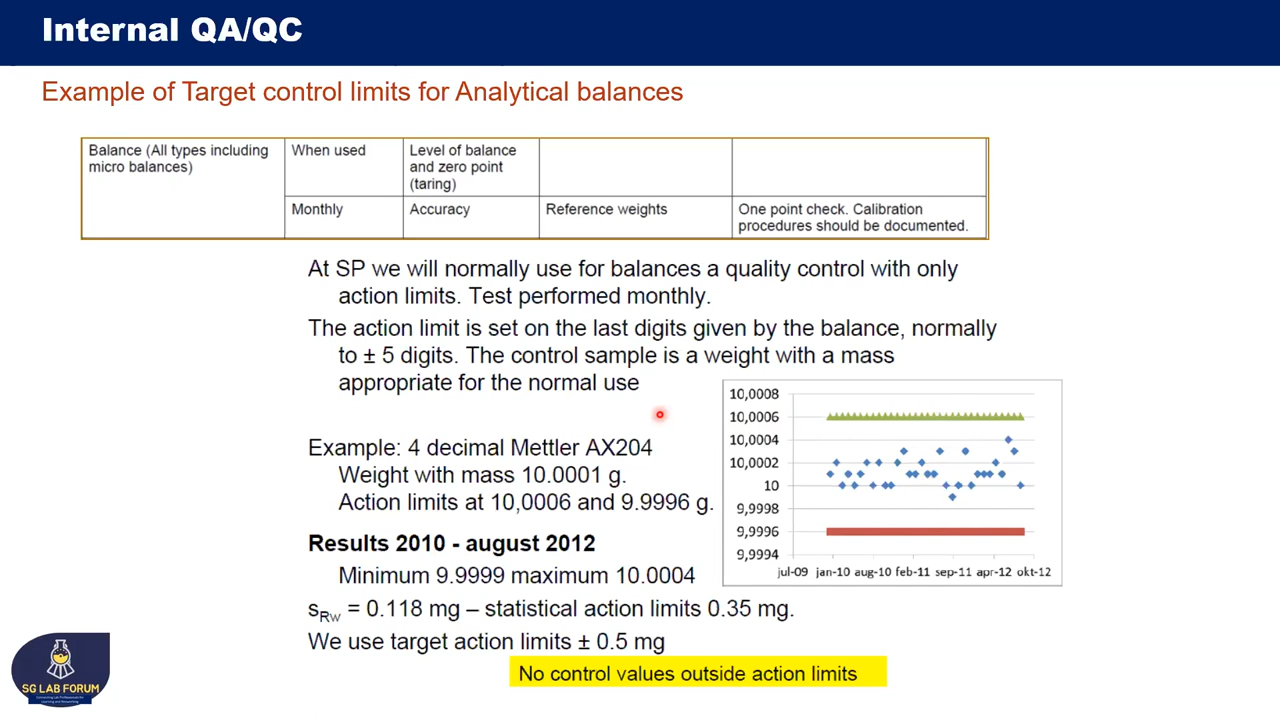 Internal QA/QC
Example of Target control limits for Analytical balances
Balance (All types including
micro balances)
When used
Level of balance
and zero point
(taring)
Monthly
Accuracy
Reference weights
One point check. Calibration
procedures should be documented.
At SP we will normally use for balances a quality control with only
action limits. Test performed monthly.
The action limit is set on the last digits given by the balance, normally
to ± 5 digits. The control sample is a weight with a mass
appropriate for the normal use
Example: 4 decimal Mettler AX204
Weight with mass 10.0001 g.
Action limits at 10,0006 and 9.9996 g.
10,0008
10,0006
10,0004
10,0002
10
9,9998
9,9996
9,9994
jul-09 jan-10 aug-10 feb-11 sep-11 apr-12 okt-12
Results 2010 - august 2012
Minimum 9.9999 maximum 10.0004
sRw = 0.118 mg – statistical action limits 0.35 mg.
We use target action limits ± 0.5 mg
No control values outside action limits
SG LAB FORUM